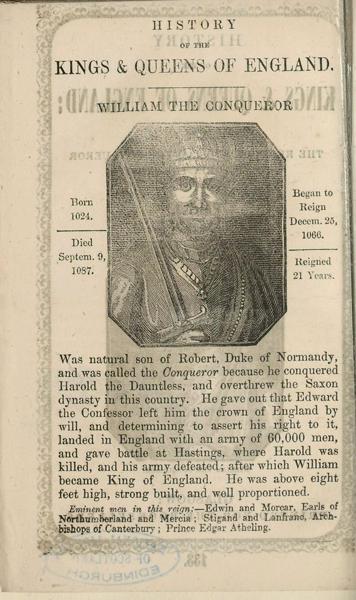 HISTORY
OF THE
KINGS & QUEENS OF ENGLAND.
WILLIAM THE CONQUEROR
Born
1024.
Died
Septem. 9,
1087.
Began to
Reign
Decem. 25,
1066.
Reigned
21 Years.
Was natural son of Robert, Duke of Normandy,
and was called the Conqueror because he conquered
Harold the Dauntless, and overthrew the Saxon
dynasty in this country. He gave out that Edward
the Confessor left him the crown of England by
will, and determining to assert his right to it,
landed in England with an army of 60,000 men,
and gave battle at Hastings, where Harold was
killed, and his army defeated; after which William
became King of England. He was above eight
feet high, strong built, and well proportioned.
Eminent men in this reign:—Edwin and Morcar, Earls of
Northumberland and Mercia; Stigand and Lanfranc, Arch-
bishops of Canterbury; Prince Edgar Atheling.
OF SCOTLAND
EDINBURGH